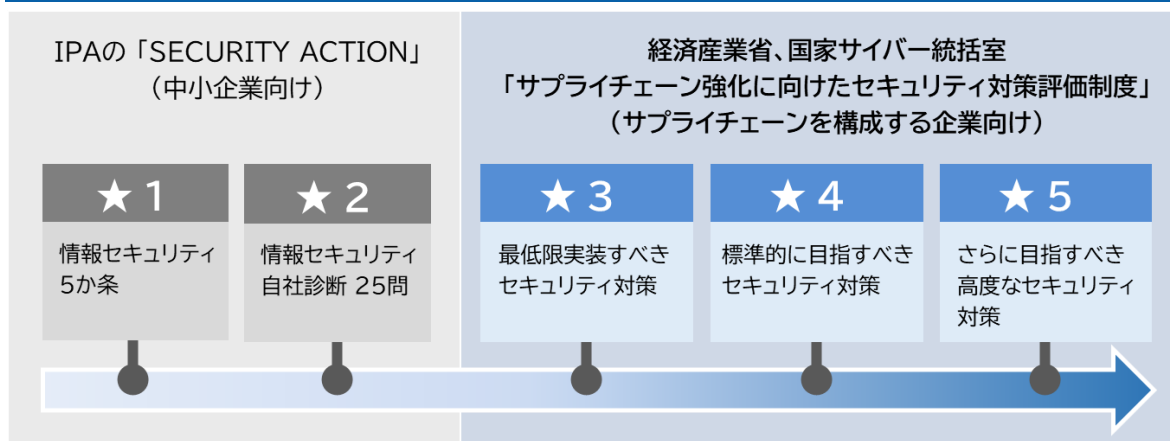 IPAの「SECURITY ACTION」
（中小企業向け）
経済産業省、国家サイバー統括室
「サプライチェーン強化に向けたセキュリティ対策評価制度」
（サプライチェーンを構成する企業向け）
★１
情報セキュリティ
5か条
★２
情報セキュリティ
自社診断 25問
★３
最低限実装すべき
セキュリティ対策
★４
標準的に目指すべき
セキュリティ対策
★５
さらに目指すべき
高度なセキュリティ
対策